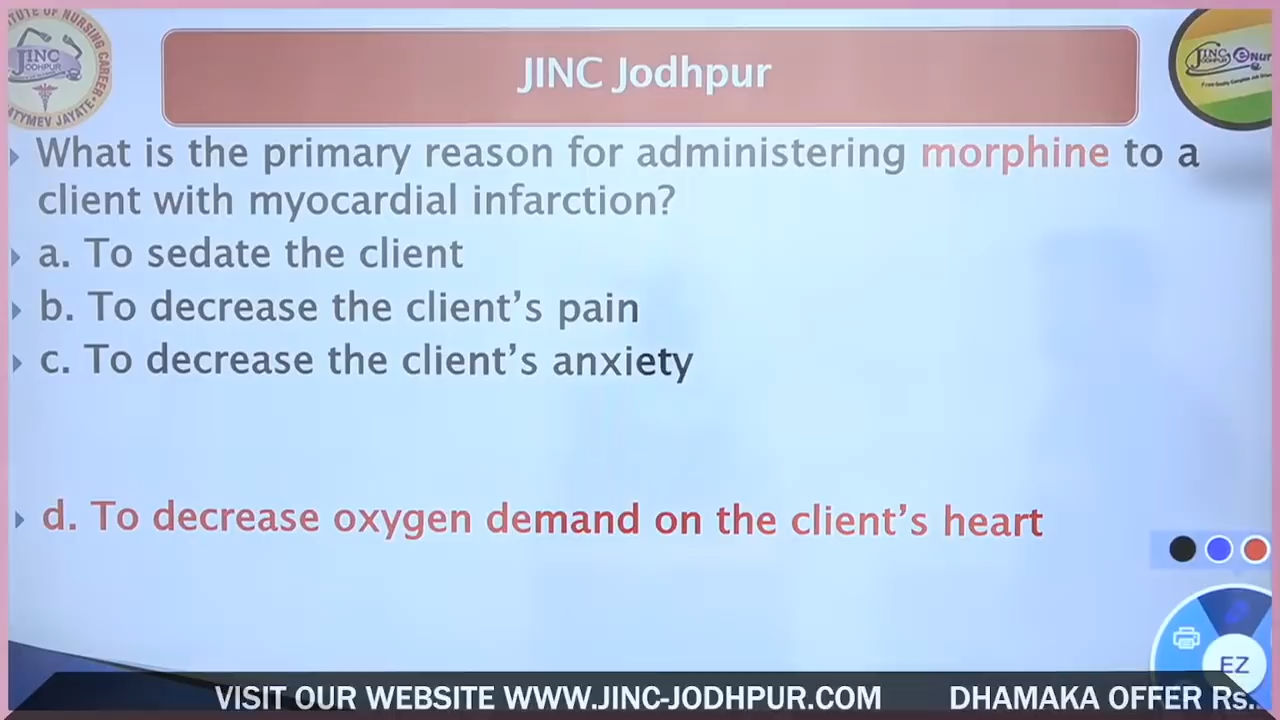 JINC Jodhpur
What is the primary reason for administering morphine to a
client with myocardial infarction?
a. To sedate the client
b. To decrease the client's pain
c. To decrease the client's anxiety
d. To decrease oxygen demand on the client's heart
EZ
VISIT OUR WEBSITE WWW.JINC-JODHPUR.COM DHAMAKA OFFER Rs.